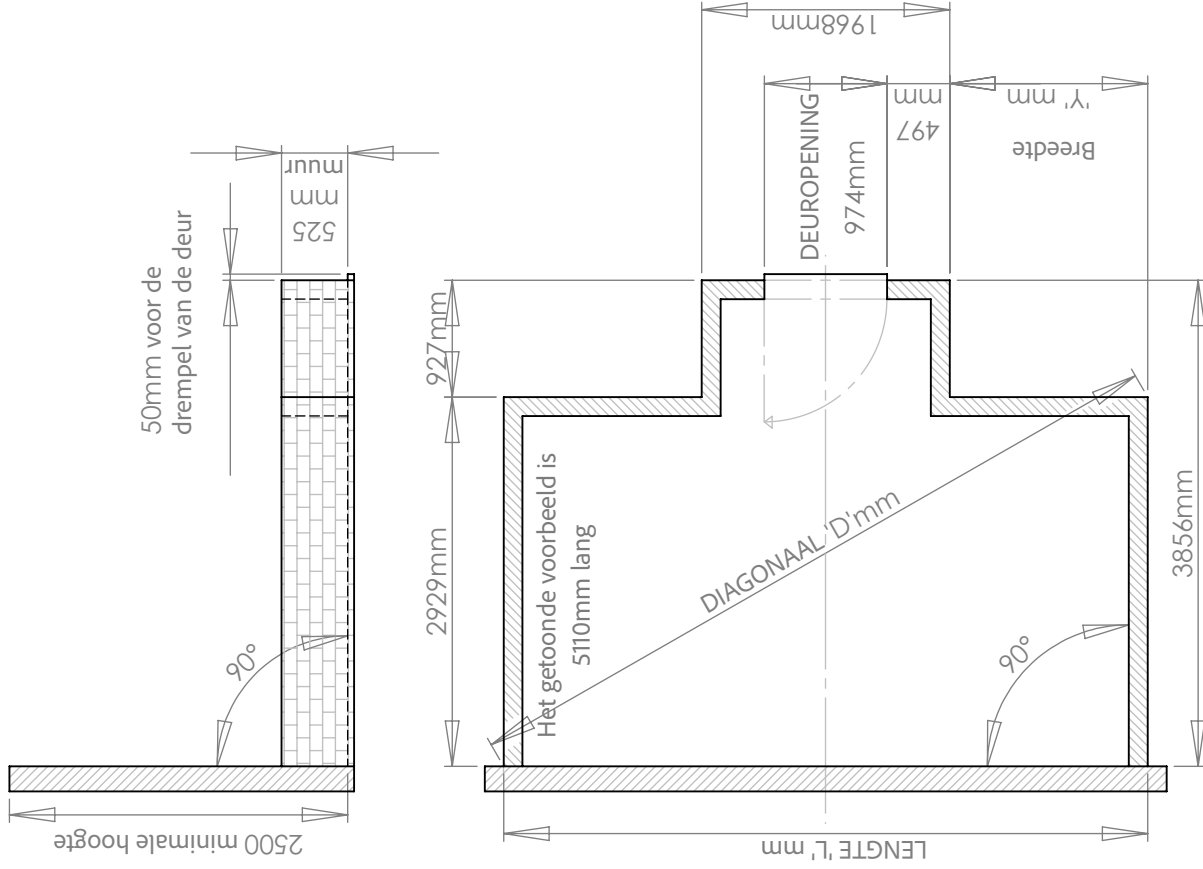 1968mm
50mm voor de
drempel van de deur
525
mm
muur
DEUROPENING
974mm
497
mm
Breedte
'Y' mm
927mm
2929mm
90°
Het getoonde voorbeeld is
5110mm lang
DIAGONAAL 'D'mm
90°
3856mm
2500 minimale hoogte
LENGTE 'L' mm